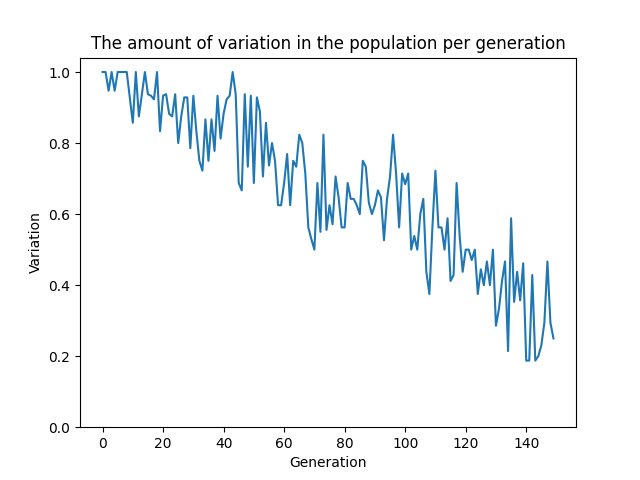 The amount of variation in the population per generation
1.0
0.8
0.6
0.4
0.2
0.0
Variation
0 20 40 60 80 100 120 140
Generation